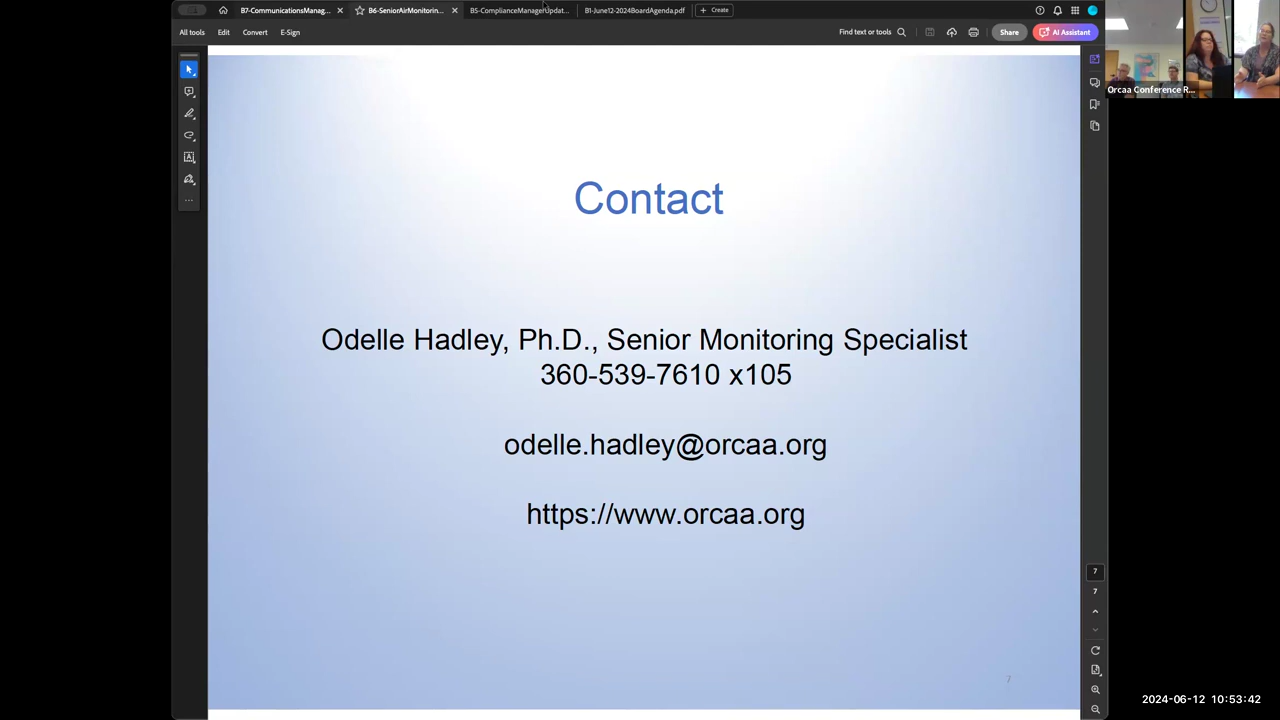 B7-CommunicationsManag...
B6-SeniorAirMonitorin...
B5-ComplianceManagerUpdat...
B1-June12-2024BoardAgenda.pdf
Create
All tools
Edit
Convert
E-Sign
Find text or tools
Share
AI Assistant
Orcaa Conference R...
Contact
Odelle Hadley, Ph.D., Senior Monitoring Specialist
360-539-7610 x105
odelle.hadley@orcaa.org
https://www.orcaa.org
7
7
7
2024-06-12 10:53:42